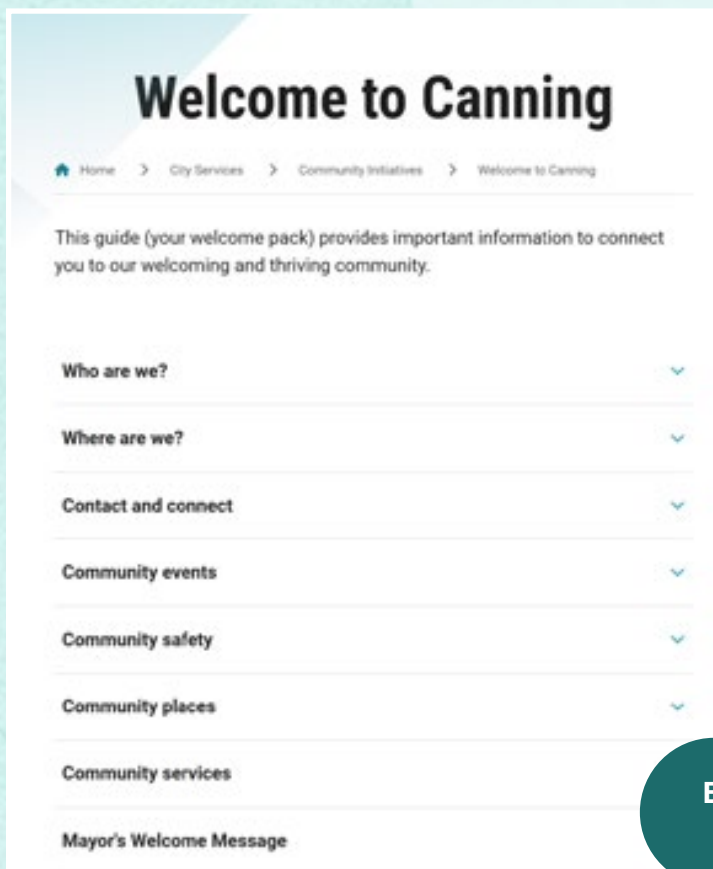 Welcome to Canning
Home > City Services > Community Initiatives > Welcome to Canning
This guide (your welcome pack) provides important information to connect
you to our welcoming and thriving community.
Who are we?
Where are we?
Contact and connect
Community events
Community safety
Community places
Community services
Mayor's Welcome Message